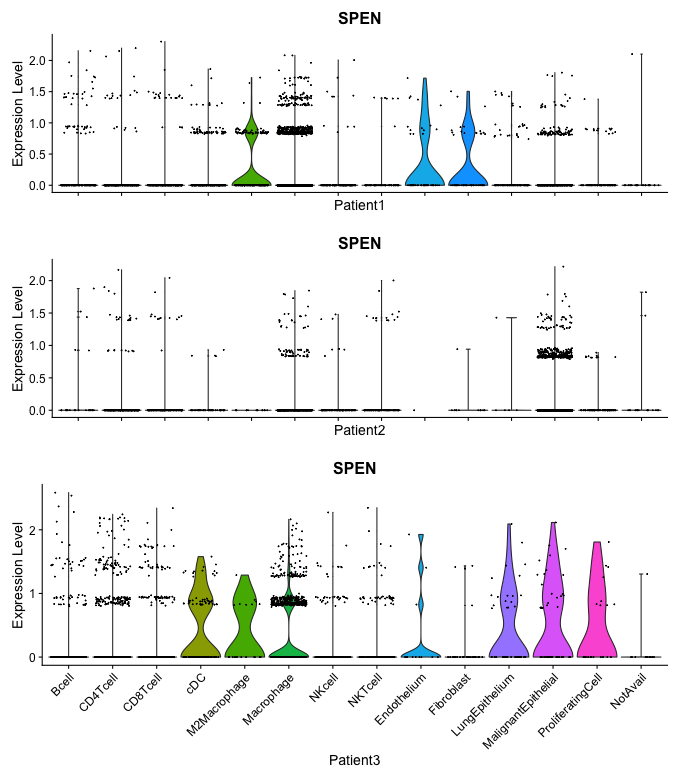 SPEN
Expression Level
2.0
1.5
1.0
0.5
0.0
Patient1
SPEN
Expression Level
2.0
1.5
1.0
0.5
0.0
Patient2
SPEN
Expression Level
2
1
0
Bcell
CD4Tcell
CD8Tcell
cDC
M2Macrophage
Macrophage
NKcell
NKTcell
Endothelium
Fibroblast
LungEpithelium
MalignantEpithelial
ProliferatingCell
NotAvail
Patient3